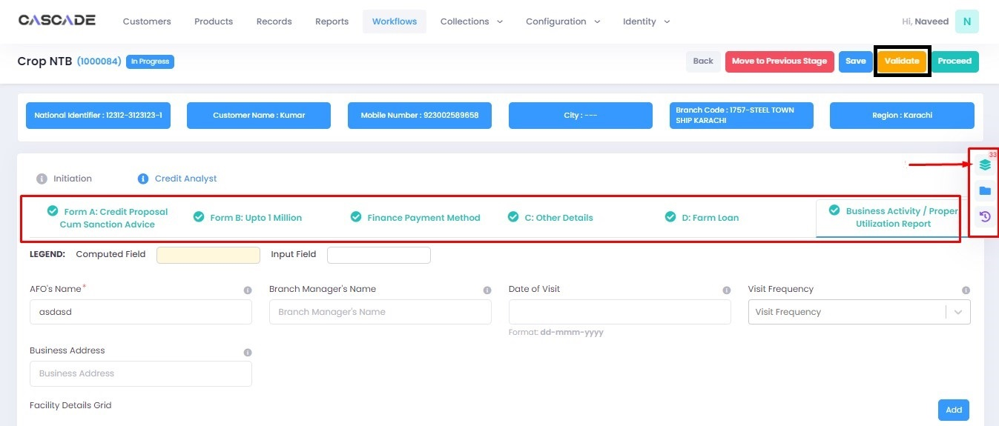 CASCADE Customers Products Records Reports Workflows Collections Configuration Identity Hi, Naveed N
Crop NTB (1000084) In Progress Back Move to Previous Stage Save Validate Proceed
National Identifier : 12312-3123123-1
Customer Name : Kumar
Mobile Number : 923002589658
City : ---
Branch Code : 1757-STEEL TOWN
SHIP KARACHI
Region : Karachi
33
Initiation Credit Analyst
Form A: Credit Proposal
Cum Sanction Advice
Form B: Upto 1 Million
Finance Payment Method
C: Other Details
D: Farm Loan
Business Activity / Proper
Utilization Report
LEGEND: Computed Field Input Field
AFO's Name*
asdasd
Branch Manager's Name
Branch Manager's Name
Date of Visit
Format: dd-mmm-yyyy
Visit Frequency
Visit Frequency
Business Address
Business Address
Facility Details Grid Add